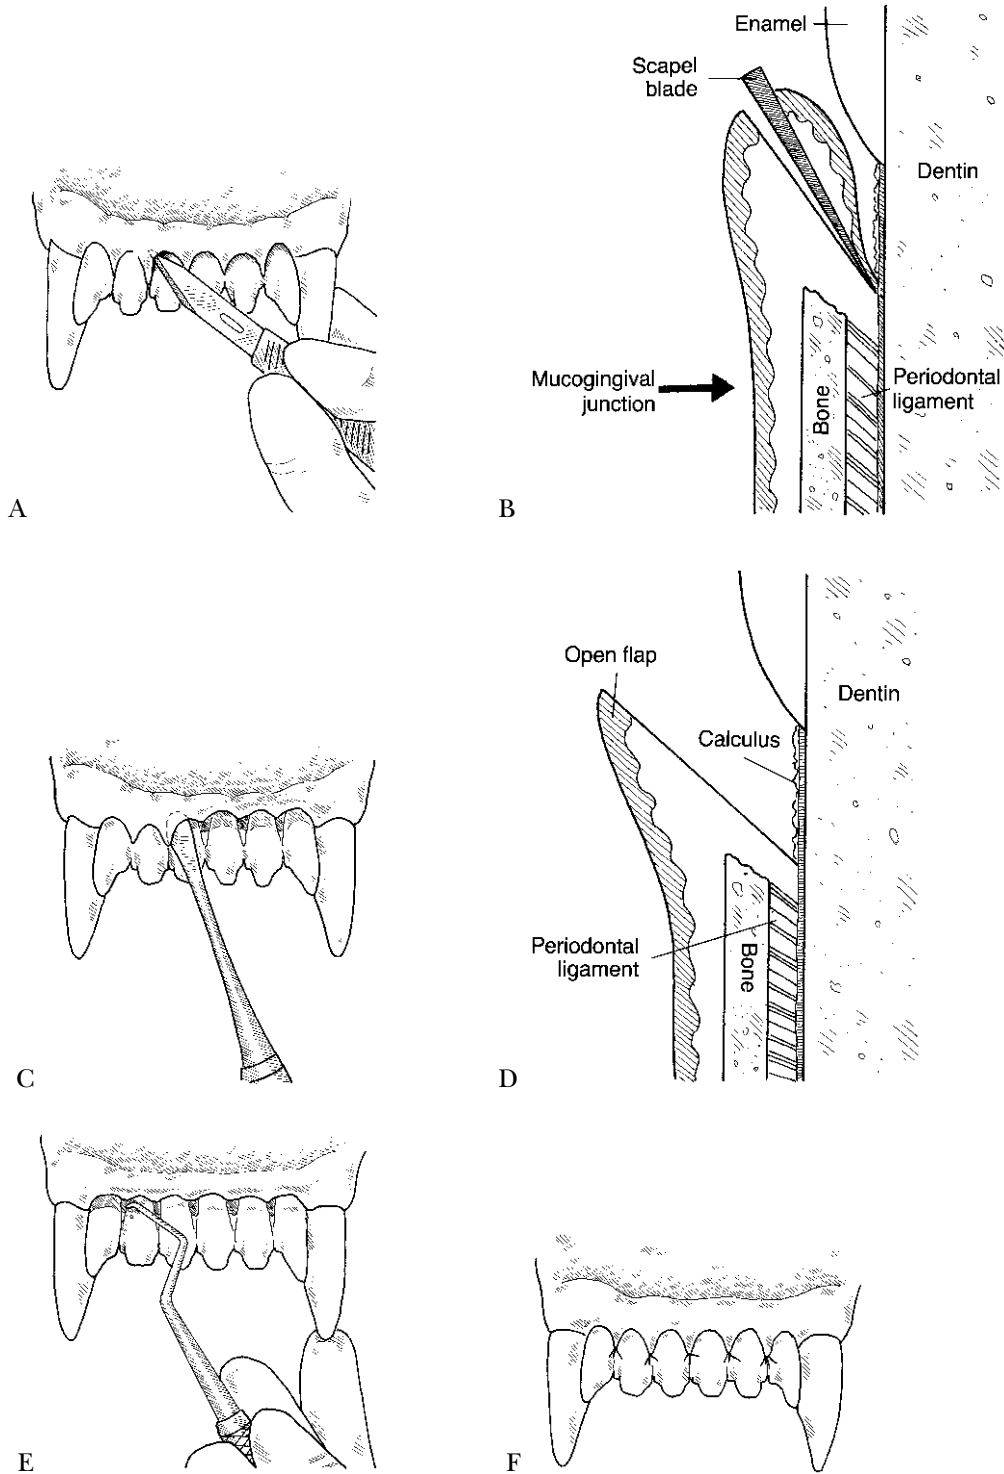 Enamel
Scapel
blade
Dentin
Mucogingival
junction
Bone
Periodontal
ligament
A
B
Open flap
Dentin
Calculus
Periodontal
ligament
Bone
C
D
E
F